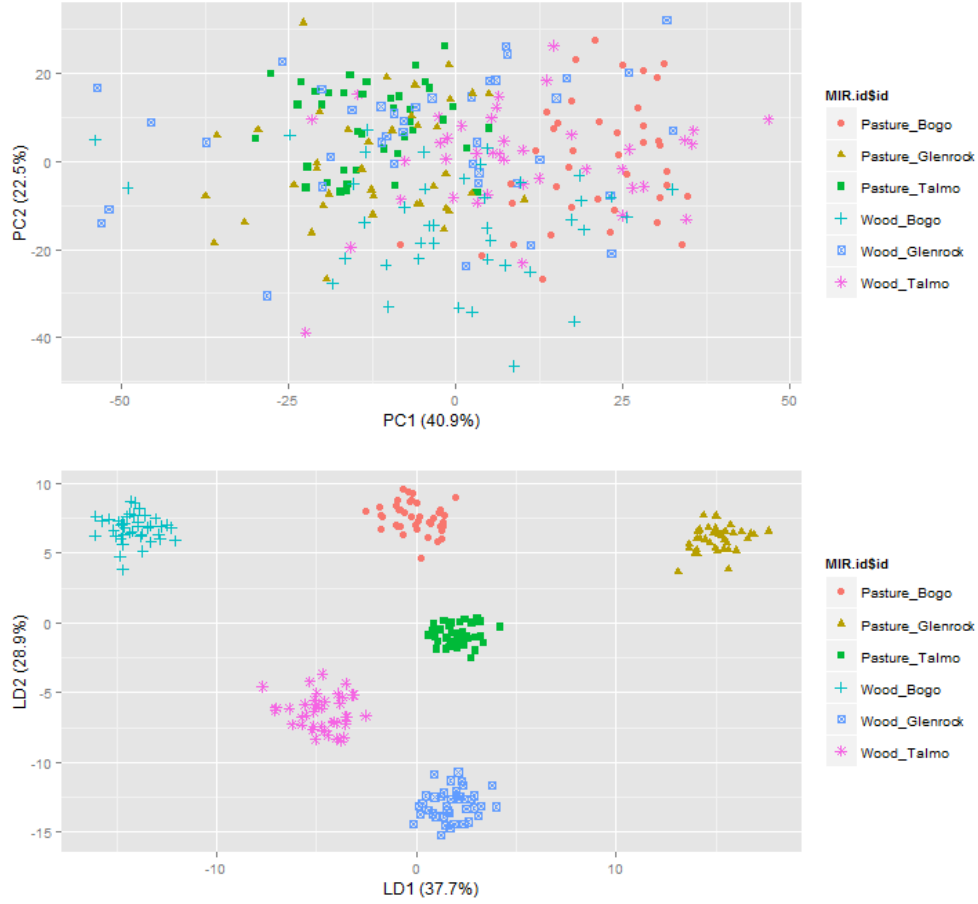 20
0
-20
-40
PC2 (22.5%)
-50
-25
0
25
50
PC1 (40.9%)
MIR.id$id
Pasture_Bogo
Pasture_Glenrock
Pasture_Talmo
Wood_Bogo
Wood_Glenrock
Wood_Talmo
10
5
0
-5
-10
-15
LD2 (28.9%)
-10
0
10
LD1 (37.7%)
MIR.id$id
Pasture_Bogo
Pasture_Glenrock
Pasture_Talmo
Wood_Bogo
Wood_Glenrock
Wood_Talmo